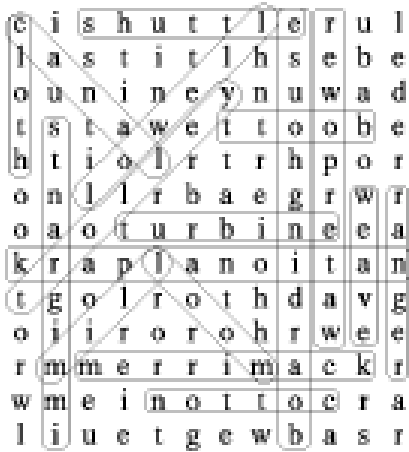 c i s h u t t l e r u l
l a s t i t l h s e b e
o u n i n e y n u w a d
t s t a w e t t o o b e
h t i o l r t r h p o r
o n l l r b a e g r w r
o a o t u r b i n e e a
k r a p l a n o i t a n
t g o l r o t h d a v g
o i i r o r o h r w e e
r m m e r r i m a c k r
w m e i n o t t o c r a
l i u e t g e w b a s r